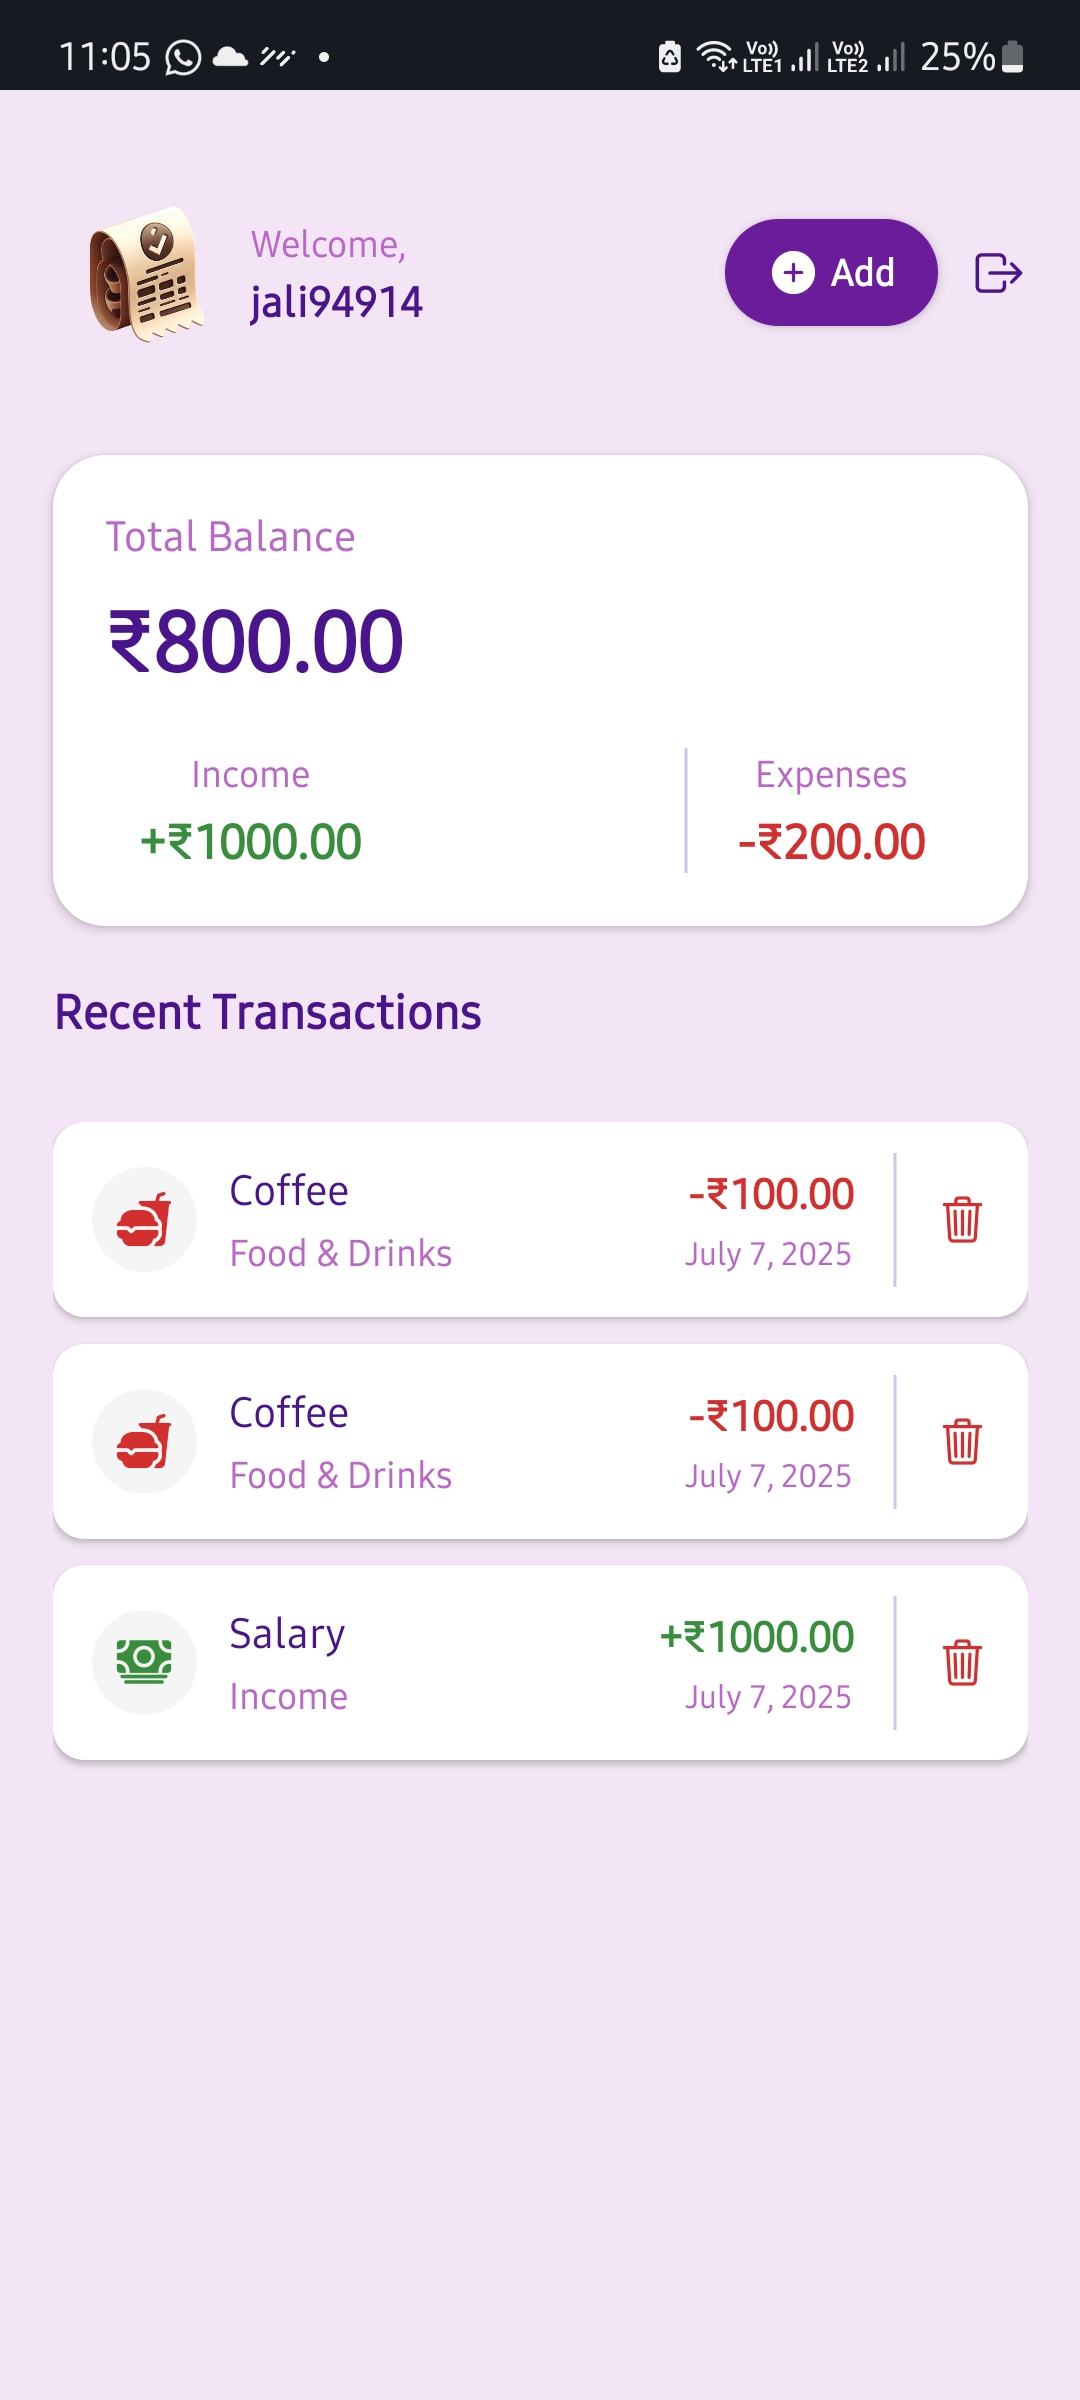 11:05
Vo)) LTE1 Vo)) LTE2 25%
Welcome,
jali94914
Add
Total Balance
₹800.00
Income
+₹1000.00
Expenses
-₹200.00
Recent Transactions
Coffee
-₹100.00
Food & Drinks
July 7, 2025
Coffee
-₹100.00
Food & Drinks
July 7, 2025
Salary
+₹1000.00
Income
July 7, 2025